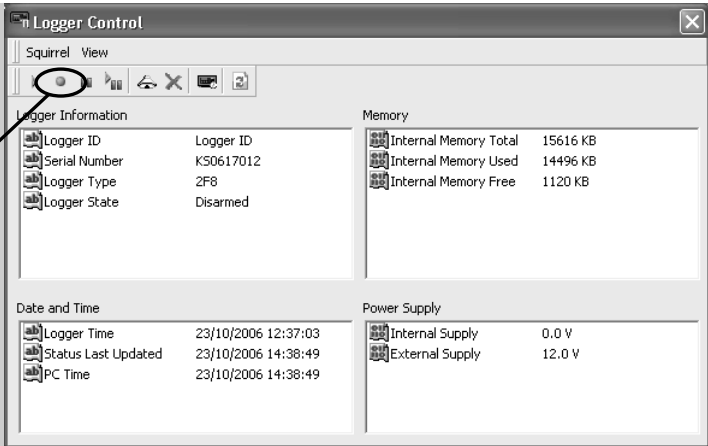 Logger Control
Squirrel View
Logger Information
Logger ID Logger ID
Serial Number KS0617012
Logger Type 2F8
Logger State Disarmed
Memory
Internal Memory Total 15616 KB
Internal Memory Used 14496 KB
Internal Memory Free 1120 KB
Date and Time
Logger Time 23/10/2006 12:37:03
Status Last Updated 23/10/2006 14:38:49
PC Time 23/10/2006 14:38:49
Power Supply
Internal Supply 0.0 V
External Supply 12.0 V